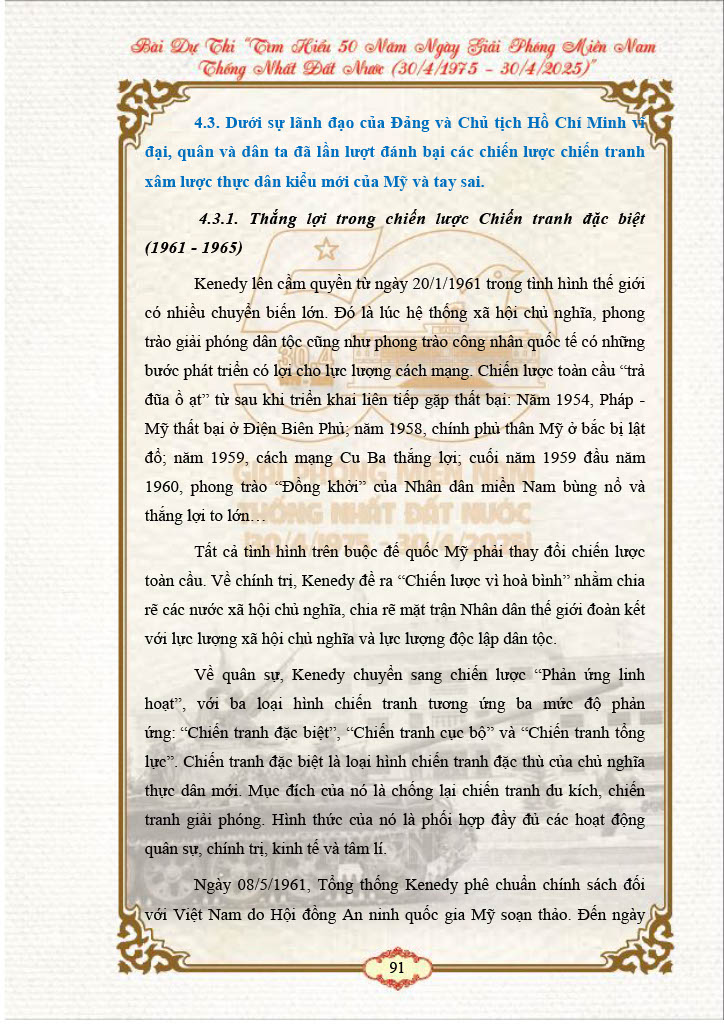 Bài Dự Thi “Tìm Hiểu 50 Năm Ngày Giải Phóng Miền Nam
Thống Nhất Đất Nước (30/4/1975 – 30/4/2025)”
4.3. Dưới sự lãnh đạo của Đảng và Chủ tịch Hồ Chí Minh vĩ
đại, quân và dân ta đã lần lượt đánh bại các chiến lược chiến tranh
xâm lược thực dân kiểu mới của Mỹ và tay sai.
4.3.1. Thắng lợi trong chiến lược Chiến tranh đặc biệt
(1961 - 1965)
Kenedy lên cầm quyền từ ngày 20/1/1961 trong tình hình thế giới
có nhiều chuyển biến lớn. Đó là lúc hệ thống xã hội chủ nghĩa, phong
trào giải phóng dân tộc cũng như phong trào công nhân quốc tế có những
bước phát triển có lợi cho lực lượng cách mạng. Chiến lược toàn cầu “trả
đũa ồ ạt” từ sau khi triển khai liên tiếp gặp thất bại: Năm 1954, Pháp -
Mỹ thất bại ở Điện Biên Phủ; năm 1958, chính phủ thân Mỹ ở bắc bị lật
đổ; năm 1959, cách mạng Cu Ba thắng lợi; cuối năm 1959 đầu năm
1960, phong trào “Đồng khởi” của Nhân dân miền Nam bùng nổ và
thắng lợi to lớn…
Tất cả tình hình trên buộc đế quốc Mỹ phải thay đổi chiến lược
toàn cầu. Về chính trị, Kenedy đề ra “Chiến lược vì hoà bình” nhằm chia
rẽ các nước xã hội chủ nghĩa, chia rẽ mặt trận Nhân dân thế giới đoàn kết
với lực lượng xã hội chủ nghĩa và lực lượng độc lập dân tộc.
Về quân sự, Kenedy chuyển sang chiến lược “Phản ứng linh
hoạt”, với ba loại hình chiến tranh tương ứng ba mức độ phản
ứng: “Chiến tranh đặc biệt”, “Chiến tranh cục bộ” và “Chiến tranh tổng
lực”. Chiến tranh đặc biệt là loại hình chiến tranh đặc thù của chủ nghĩa
thực dân mới. Mục đích của nó là chống lại chiến tranh du kích, chiến
tranh giải phóng. Hình thức của nó là phối hợp đầy đủ các hoạt động
quân sự, chính trị, kinh tế và tâm lí.
Ngày 08/5/1961, Tổng thống Kenedy phê chuẩn chính sách đối
với Việt Nam do Hội đồng An ninh quốc gia Mỹ soạn thảo. Đến ngày
30.4
GIẢI PHÓNG MIỀN NAM
THỐNG NHẤT ĐẤT NƯỚC
(30/4/1975 - 30/4/2025)
91